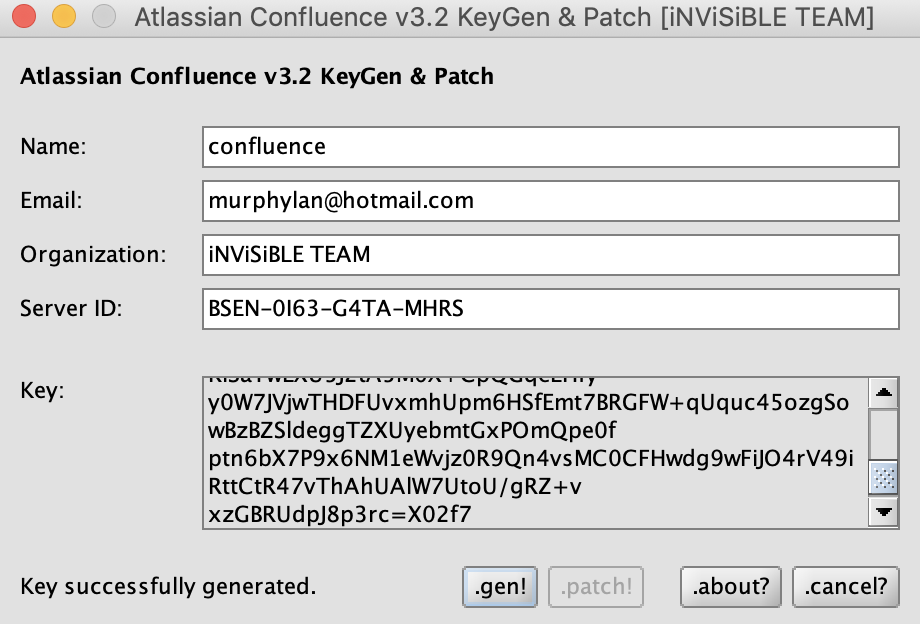 Atlassian Confluence v3.2 KeyGen & Patch [iNViSiBLE TEAM]
Atlassian Confluence v3.2 KeyGen & Patch
Name: confluence
Email: murphylan@hotmail.com
Organization: iNViSiBLE TEAM
Server ID: BSEN-0I63-G4TA-MHRS
Key:
y0W7JVjwTHDFUvxmhUpm6HSfEmt7BRGFW+qUquc45ozgSo
wBzBZSldeggTZXUyebmtGxPOmQpe0f
ptn6bX7P9x6NM1eWvjz0R9Qn4vsMC0CFHwdg9wFiJO4rV49i
RttCtR47vThAhUAlW7UtoU/gRZ+v
xzGBRUdpJ8p3rc=X02f7
Key successfully generated. .gen! .patch! .about? .cancel?